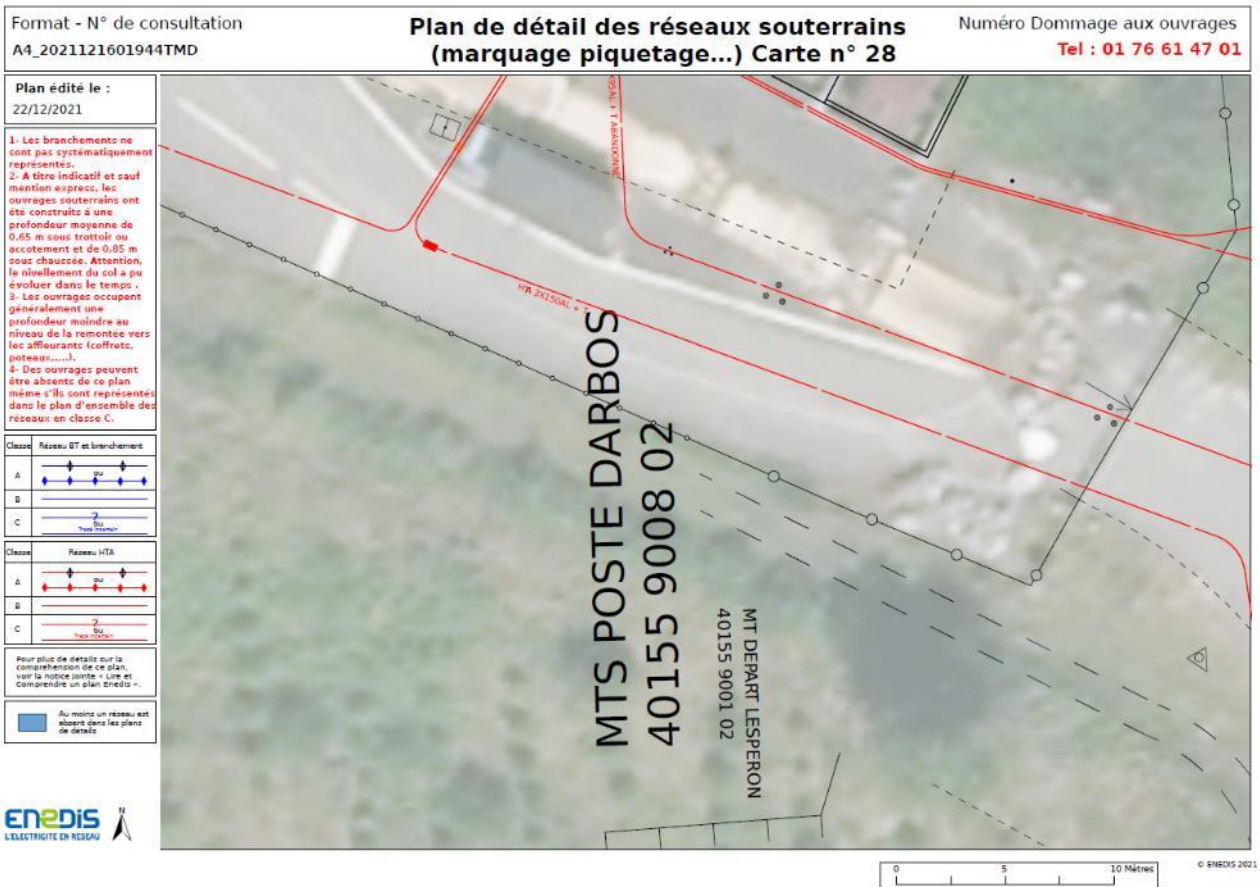 Format - N° de consultation
A4_2021121601944TMD
Plan de détail des réseaux souterrains
(marquage piquetage...) Carte n° 28
Numéro Dommage aux ouvrages
Tel : 01 76 61 47 01
Plan édité le :
22/12/2021
1- Les branchements ne
sont pas systématiquement
représentés.
2- A titre indicatif et sauf
mention express, les
ouvrages souterrains ont
été construits à une
profondeur moyenne de
0,65 m sous trottoir ou
accotement et de 0,85 m
sous chaussée. Attention,
le nivellement du sol a pu
évoluer dans le temps .
3- Les ouvrages occupent
généralement une
profondeur moindre au
niveau de la remontée vers
les affleurants (coffrets,
poteaux.....).
4- Des ouvrages peuvent
être absents de ce plan
même s'ils sont représentés
dans le plan d'ensemble des
réseaux en classe C.
Classe Réseau BT et branchement
A ou
B
C ? ou
Tracé incertain
Classe Réseau HTA
A ou
B
C ? ou
Tracé incertain
Pour plus de détails sur la
compréhension de ce plan,
voir la notice jointe « Lire et
Comprendre un plan Enedis ».
Au moins un réseau est
absent dans les plans
de détails
ENEDIS
L'ELECTRICITE EN RESEAU
N
X95AL + T ABANDONNE
HTA 3X150AL + T
MTS POSTE DARBOS
40155 9008 02
MT DEPART LESPERON
40155 9001 02
0 5 10 Mètres
© ENEDIS 2021